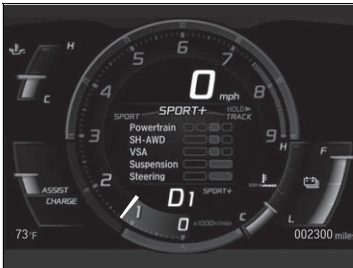 H
C
0 mph
SPORT+
SPORT
HOLD
TRACK
Powertrain
SH-AWD
VSA
Suspension
Steering
SPORT+
D1
1 2 3 4 5 6 7 8 9
0
x1000r/min
H
C
F
L
ASSIST
CHARGE
73°F
002300 miles